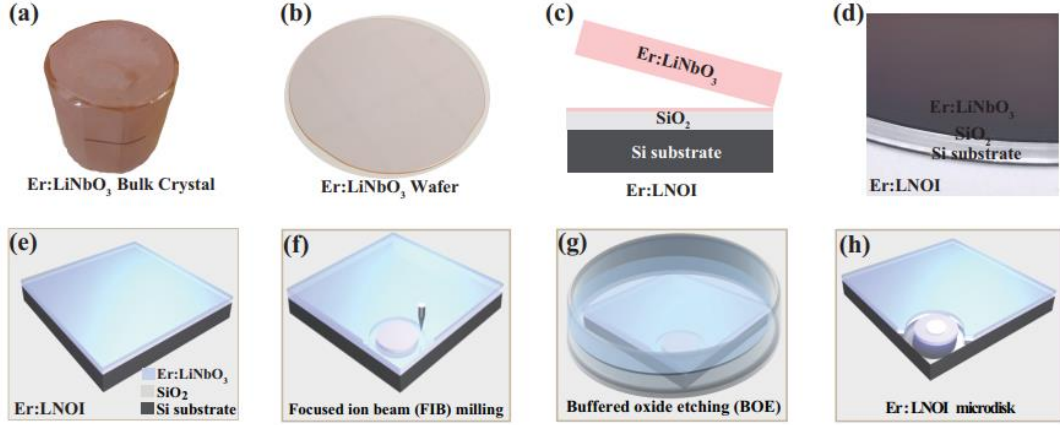 (a)
(b)
(c)
(d)
Er:LiNbO₃
SiO₂
Si substrate
Er:LiNbO₃
SiO₂
Si substrate
Er:LNOI
Er:LiNbO₃ Bulk Crystal
Er:LiNbO₃ Wafer
Er:LNOI
(e)
(f)
(g)
(h)
Er:LiNbO₃
SiO₂
Si substrate
Er:LNOI
Focused ion beam (FIB) milling
Buffered oxide etching (BOE)
Er:LNOI microdisk